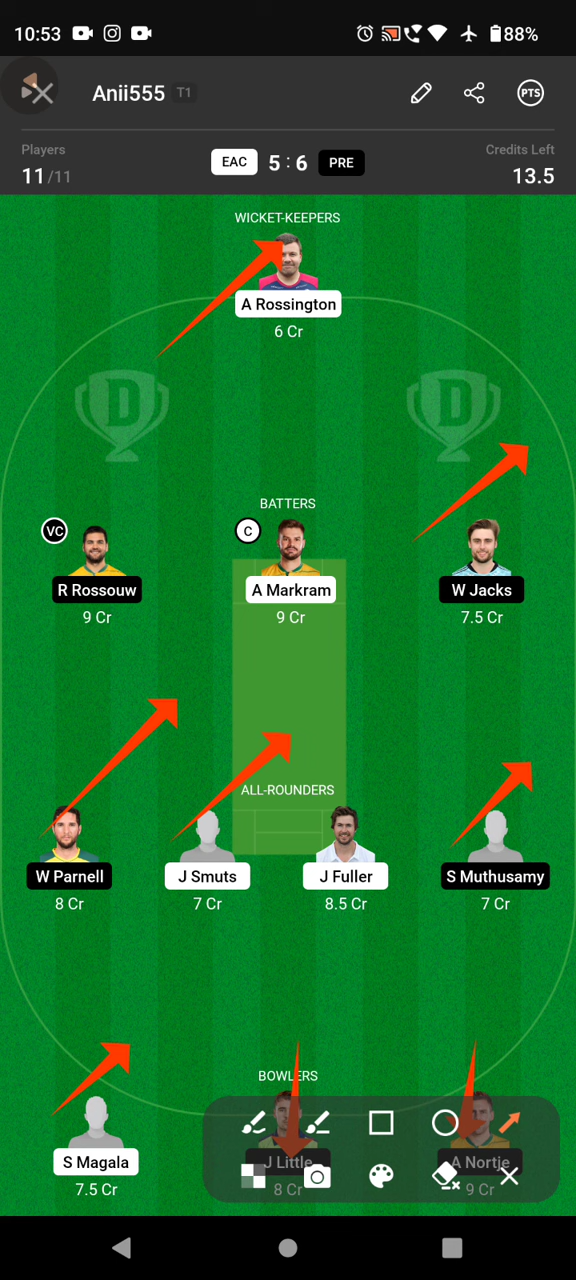 10:53 88%
Anii555 T1 PTS
Players Credits Left
11/11 EAC 5 : 6 PRE 13.5
WICKET-KEEPERS
A Rossington
6 Cr
D D
BATTERS
VC C
R Rossouw A Markram W Jacks
9 Cr 9 Cr 7.5 Cr
ALL-ROUNDERS
W Parnell J Smuts J Fuller S Muthusamy
8 Cr 7 Cr 8.5 Cr 7 Cr
BOWLERS
S Magala J Little A Nortje
7.5 Cr 8 Cr 9 Cr